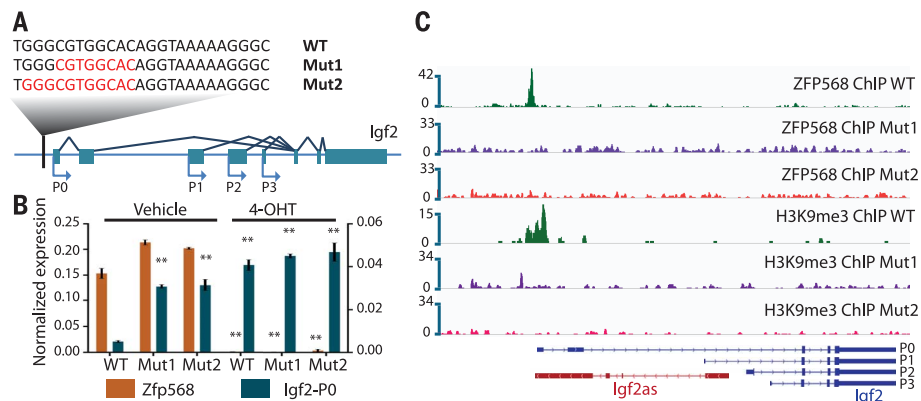 A
TGGGCGTGGCACAGGTAAAAAGGGC WT
TGGGCGTGGCACAGGTAAAAAGGGC Mut1
TGGGCGTGGCACAGGTAAAAAGGGC Mut2
Igf2
P0 P1 P2 P3
B
Vehicle 4-OHT
Normalized expression
0.25
0.20
0.15
0.10
0.05
0.00
0.06
0.04
0.02
0.00
** ** ** ** **
** ** **
WT Mut1 Mut2 WT Mut1 Mut2
Zfp568 Igf2-P0
C
42
0
ZFP568 ChIP WT
33
0
ZFP568 ChIP Mut1
33
0
ZFP568 ChIP Mut2
15
0
H3K9me3 ChIP WT
34
0
H3K9me3 ChIP Mut1
34
0
H3K9me3 ChIP Mut2
P0
P1
P2
P3
Igf2as Igf2